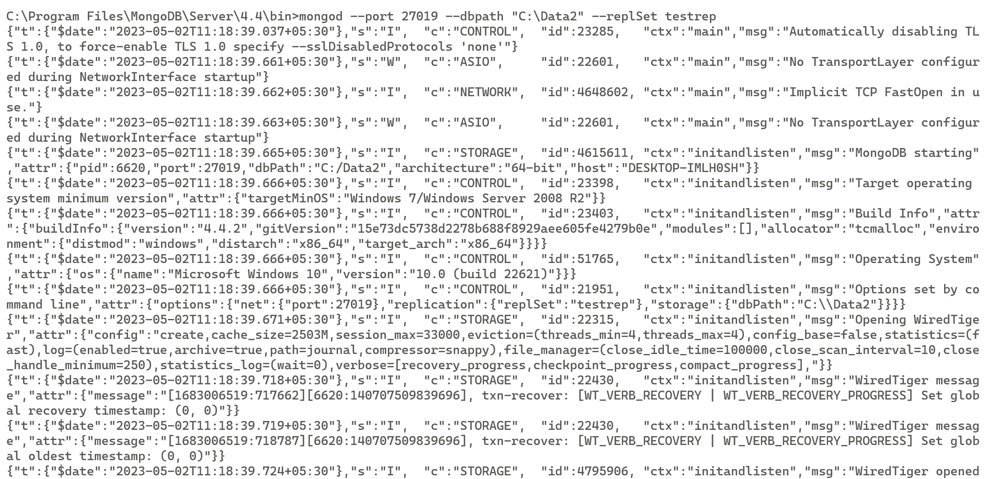 C:\Program Files\MongoDB\Server\4.4\bin>mongod --port 27019 --dbpath "C:\Data2" --replSet testrep
{"t":{"$date":"2023-05-02T11:18:39.037+05:30"},"s":"I",  "c":"CONTROL",  "id":23285,   "ctx":"main","msg":"Automatically disabling TL
S 1.0, to force-enable TLS 1.0 specify --sslDisabledProtocols 'none'"}
{"t":{"$date":"2023-05-02T11:18:39.661+05:30"},"s":"W",  "c":"ASIO",     "id":22601,   "ctx":"main","msg":"No TransportLayer configur
ed during NetworkInterface startup"}
{"t":{"$date":"2023-05-02T11:18:39.662+05:30"},"s":"I",  "c":"NETWORK",  "id":4648602, "ctx":"main","msg":"Implicit TCP FastOpen in u
se."}
{"t":{"$date":"2023-05-02T11:18:39.663+05:30"},"s":"W",  "c":"ASIO",     "id":22601,   "ctx":"main","msg":"No TransportLayer configur
ed during NetworkInterface startup"}
{"t":{"$date":"2023-05-02T11:18:39.665+05:30"},"s":"I",  "c":"STORAGE",  "id":4615611, "ctx":"initandlisten","msg":"MongoDB starting"
,"attr":{"pid":6620,"port":27019,"dbPath":"C:/Data2","architecture":"64-bit","host":"DESKTOP-IMLH0SH"}}
{"t":{"$date":"2023-05-02T11:18:39.666+05:30"},"s":"I",  "c":"CONTROL",  "id":23398,   "ctx":"initandlisten","msg":"Target operating
system minimum version","attr":{"targetMinOS":"Windows 7/Windows Server 2008 R2"}}
{"t":{"$date":"2023-05-02T11:18:39.666+05:30"},"s":"I",  "c":"CONTROL",  "id":23403,   "ctx":"initandlisten","msg":"Build Info","attr
":{"buildInfo":{"version":"4.4.2","gitVersion":"15e73dc5738d2278b688f8929aee605fe4279b0e","modules":[],"allocator":"tcmalloc","enviro
nment":{"distmod":"windows","distarch":"x86_64","target_arch":"x86_64"}}}}
{"t":{"$date":"2023-05-02T11:18:39.666+05:30"},"s":"I",  "c":"CONTROL",  "id":51765,   "ctx":"initandlisten","msg":"Operating System"
,"attr":{"os":{"name":"Microsoft Windows 10","version":"10.0 (build 22621)"}}}
{"t":{"$date":"2023-05-02T11:18:39.666+05:30"},"s":"I",  "c":"CONTROL",  "id":21951,   "ctx":"initandlisten","msg":"Options set by co
mmand line","attr":{"options":{"net":{"port":27019},"replication":{"replSet":"testrep"},"storage":{"dbPath":"C:\\Data2"}}}}
{"t":{"$date":"2023-05-02T11:18:39.671+05:30"},"s":"I",  "c":"STORAGE",  "id":22315,   "ctx":"initandlisten","msg":"Opening WiredTige
r","attr":{"config":"create,cache_size=2503M,session_max=33000,eviction=(threads_min=4,threads_max=4),config_base=false,statistics=(f
ast),log=(enabled=true,archive=true,path=journal,compressor=snappy),file_manager=(close_idle_time=100000,close_scan_interval=10,close
_handle_minimum=250),statistics_log=(wait=0),verbose=[recovery_progress,checkpoint_progress,compact_progress],"}}
{"t":{"$date":"2023-05-02T11:18:39.718+05:30"},"s":"I",  "c":"STORAGE",  "id":22430,   "ctx":"initandlisten","msg":"WiredTiger messag
e","attr":{"message":"[1683006519:717662][6620:140707509839696], txn-recover: [WT_VERB_RECOVERY | WT_VERB_RECOVERY_PROGRESS] Set glob
al recovery timestamp: (0, 0)"}}
{"t":{"$date":"2023-05-02T11:18:39.719+05:30"},"s":"I",  "c":"STORAGE",  "id":22430,   "ctx":"initandlisten","msg":"WiredTiger messag
e","attr":{"message":"[1683006519:718787][6620:140707509839696], txn-recover: [WT_VERB_RECOVERY | WT_VERB_RECOVERY_PROGRESS] Set glob
al oldest timestamp: (0, 0)"}}
{"t":{"$date":"2023-05-02T11:18:39.724+05:30"},"s":"I",  "c":"STORAGE",  "id":4795906, "ctx":"initandlisten","msg":"WiredTiger opened